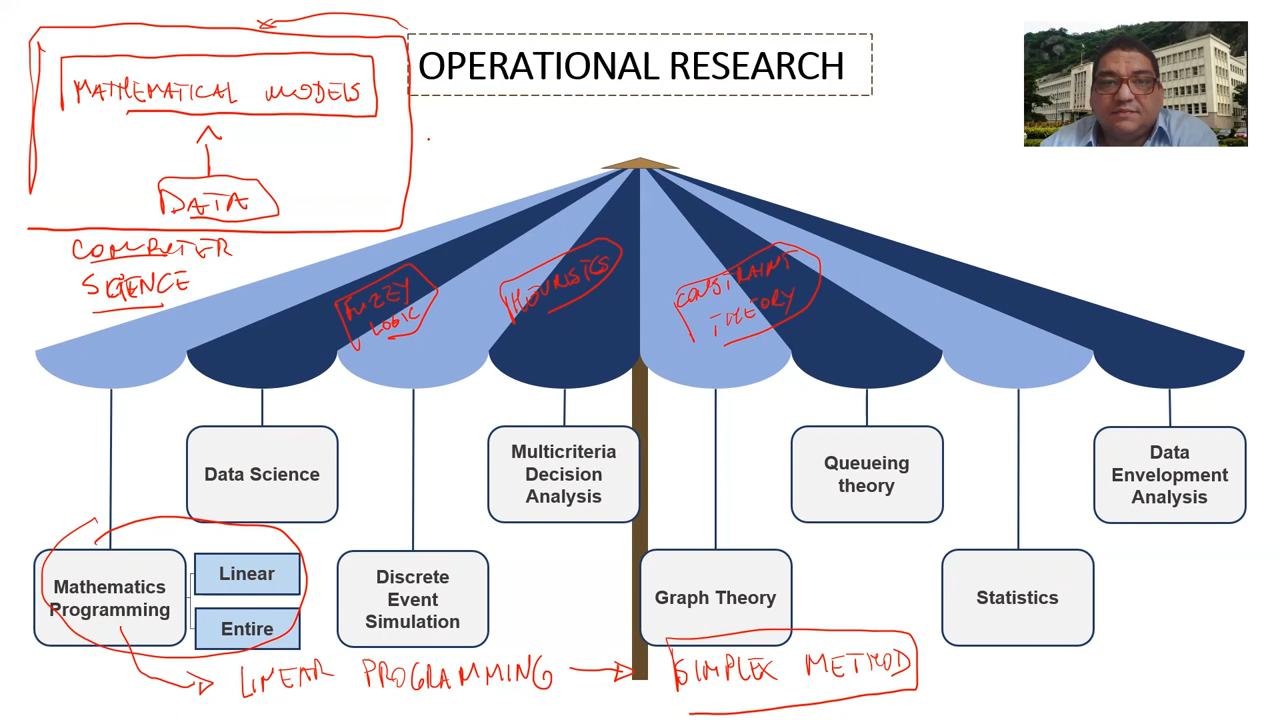 OPERATIONAL RESEARCH
MATHEMATICAL MODELS
DATA
COMPUTER
SCIENCE
FUZZY
LOGIC
HEURISTICS
CONSTRAINT
THEORY
Data Science
Multicriteria
Decision
Analysis
Queueing
theory
Data
Envelopment
Analysis
Mathematics
Programming
Linear
Entire
Discrete
Event
Simulation
Graph Theory
Statistics
LINEAR PROGRAMMING
SIMPLEX METHOD